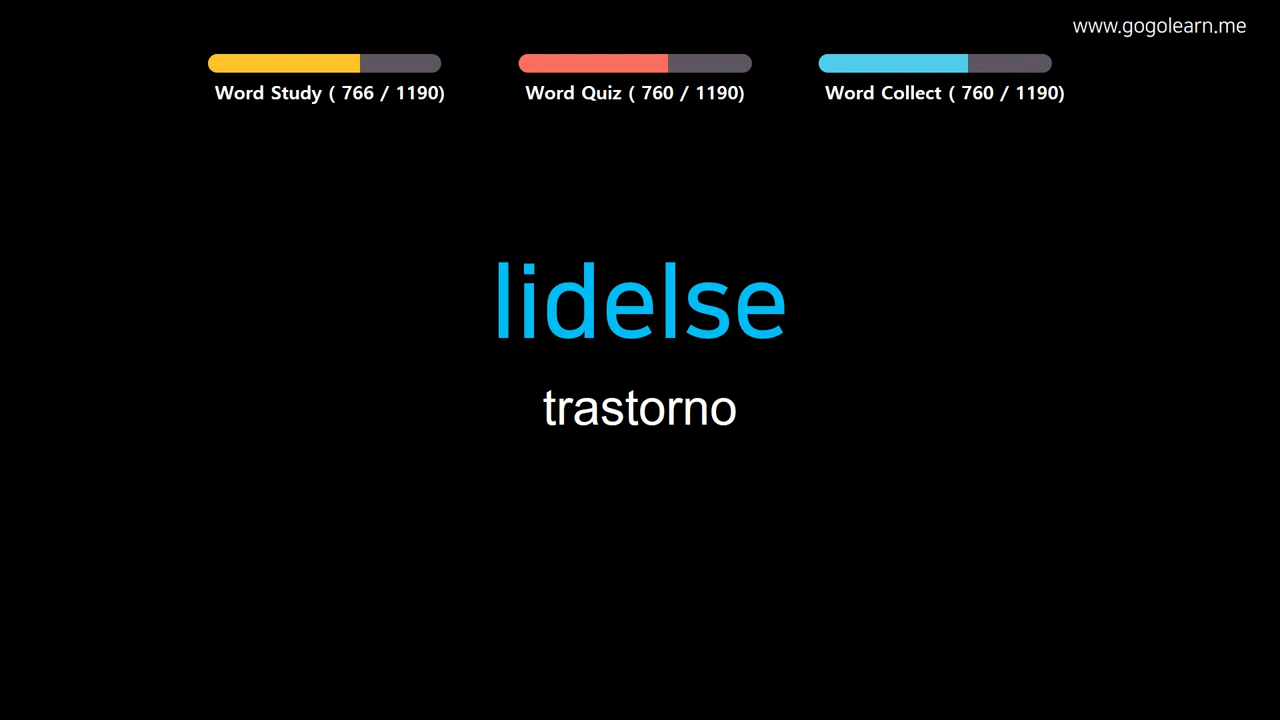 www.gogolearn.me
Word Study ( 766 / 1190)
Word Quiz ( 760 / 1190)
Word Collect ( 760 / 1190)
lidelse
trastorno